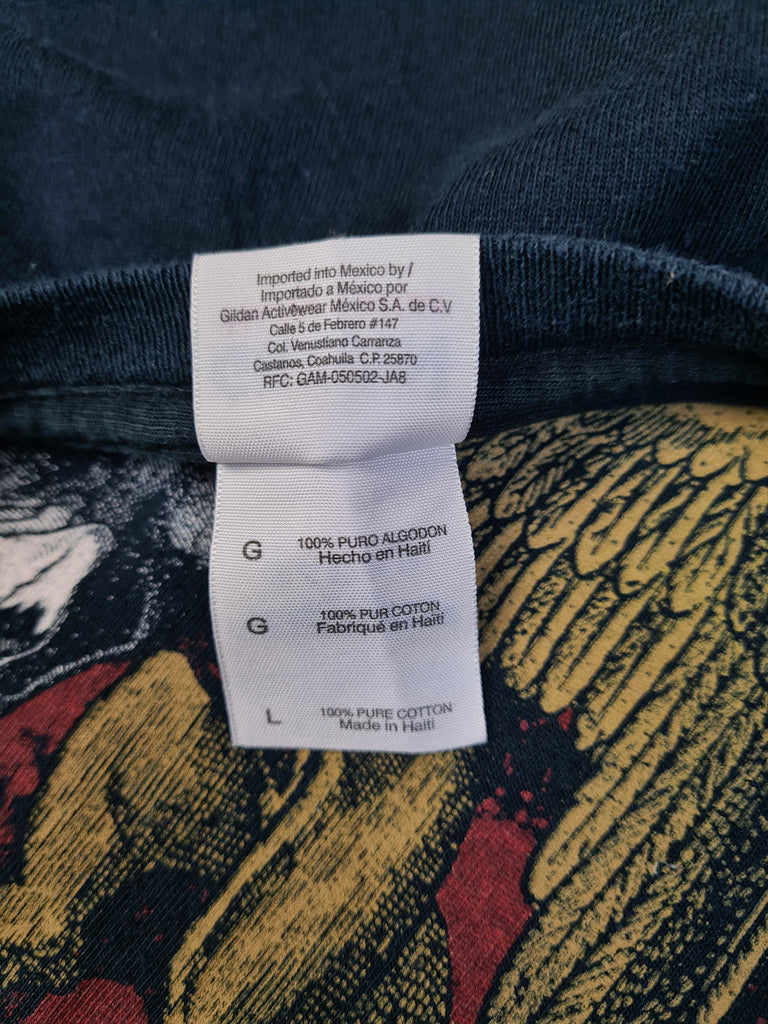 Imported into Mexico by /
Importado a México por
Gildan Activewear México S.A. de C.V
Calle 5 de Febrero #147
Col. Venustiano Carranza
Castanos, Coahuila C.P. 25870
RFC: GAM-050502-JA8
G 100% PURO ALGODON
Hecho en Haití
G 100% PUR COTON
Fabriqué en Haïti
L 100% PURE COTTON
Made in Haiti